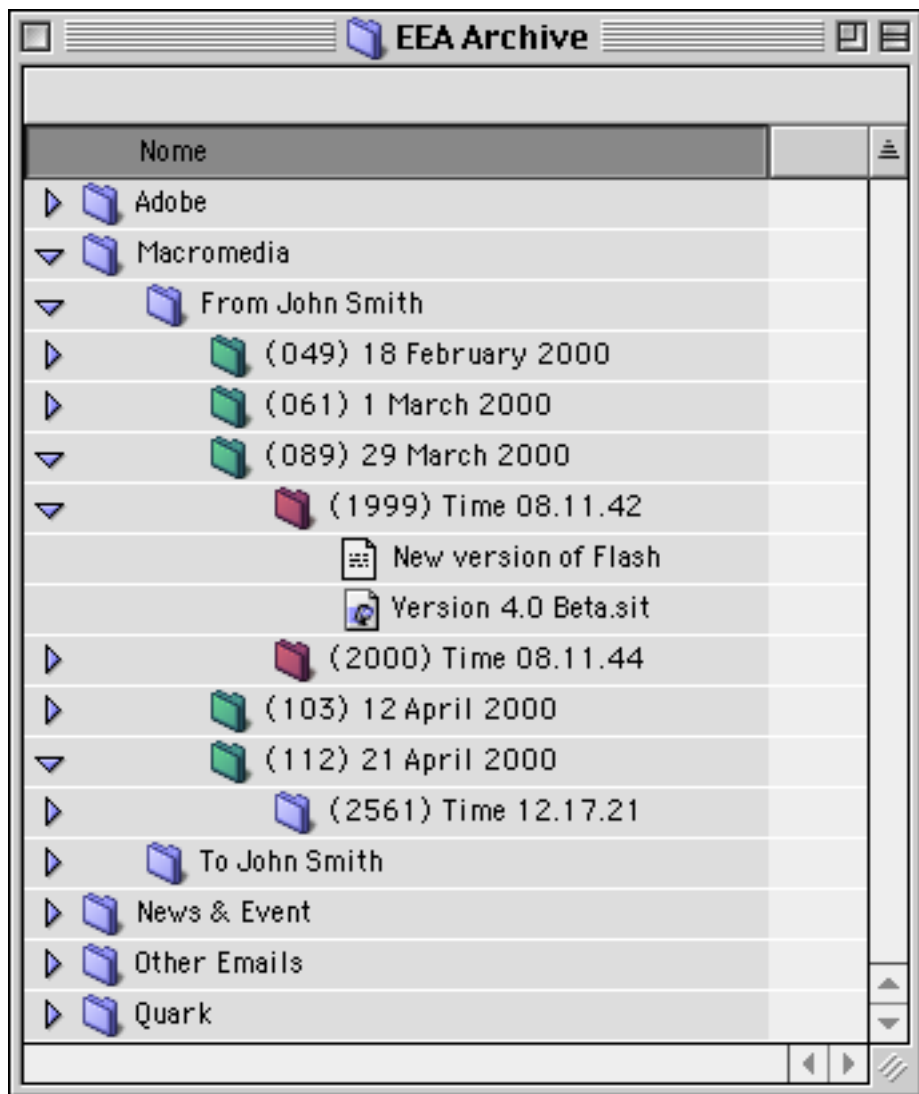 EEA Archive
Nome
Adobe
Macromedia
From John Smith
(049) 18 February 2000
(061) 1 March 2000
(089) 29 March 2000
(1999) Time 08.11.42
New version of Flash
Version 4.0 Beta.sit
(2000) Time 08.11.44
(103) 12 April 2000
(112) 21 April 2000
(2561) Time 12.17.21
To John Smith
News & Event
Other Emails
Quark